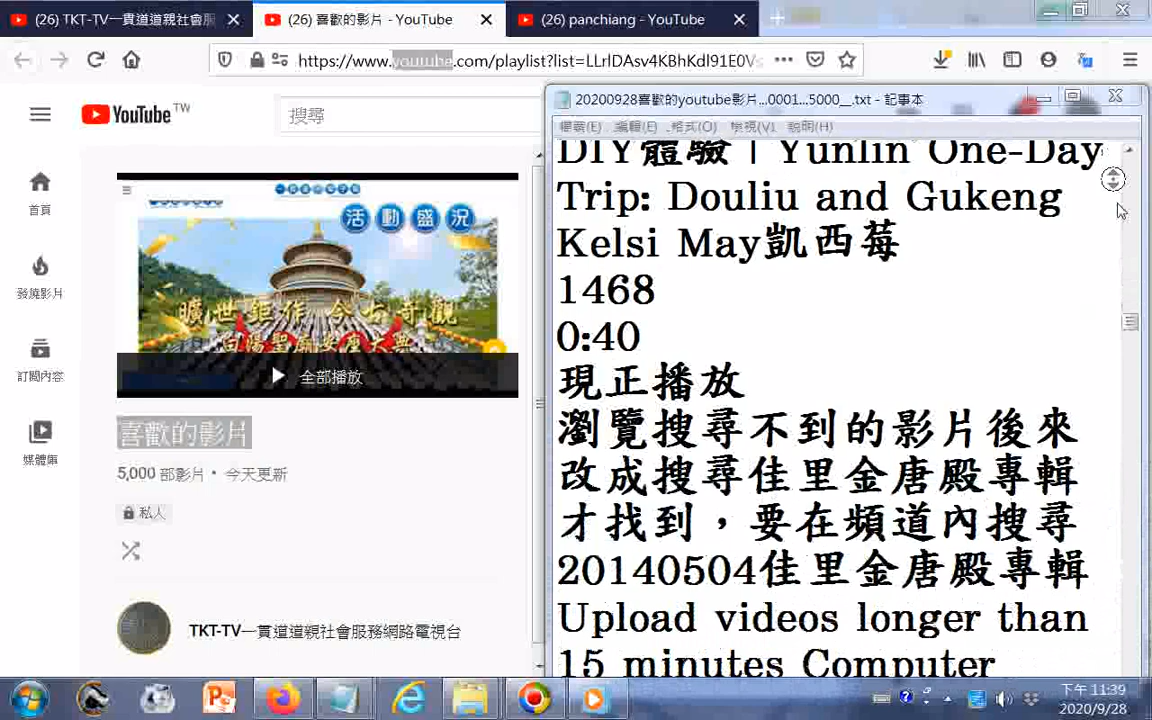 (26) TKT-TV一貫道道親社會服
(26) 喜歡的影片 - YouTube
(26) panchiang - YouTube
https://www.youtube.com/playlist?list=LLrlDAsv4KBhKdl91E0Vs
YouTube TW
搜尋
首頁
發燒影片
訂閱內容
媒體庫
活動盛況
曠世鉅作 今古奇觀
全部播放
喜歡的影片
5,000 部影片 • 今天更新
私人
TKT-TV一貫道道親社會服務網路電視台
20200928喜歡的youtube影片...0001...5000__.txt - 記事本
檔案(F) 編輯(E) 格式(O) 檢視(V) 說明(H)
DIY體驗｜Yunlin One-Day
Trip: Douliu and Gukeng
Kelsi May凱西莓
1468
0:40
現正播放
瀏覽搜尋不到的影片後來
改成搜尋佳里金唐殿專輯
才找到，要在頻道內搜尋
20140504佳里金唐殿專輯
Upload videos longer than
15 minutes Computer
下午 11:39
2020/9/28